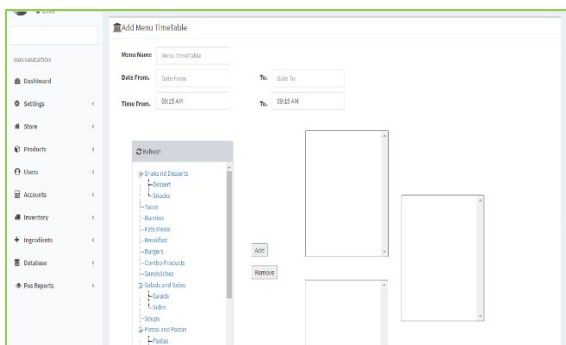 Add Menu TimeTable
Menu Name Menu Timetable
MAIN NAVIGATION
Dashboard
Date From. Date From To. Date To
Settings
Time From. 09:15 AM To. 09:15 AM
Store
Products
Refresh
Users
Snaks nd Desserts
Dessert
Accounts
Snacks
Tacos
Inventory
Burritos
Kids Meals
Ingredients
Breakfast
Burgers
Add
Database
Combo Products
Sandwiches
Remove
Pos Reports
Salads and Sides
Salads
Sides
Soups
Pizzas and Pastas
Pastas